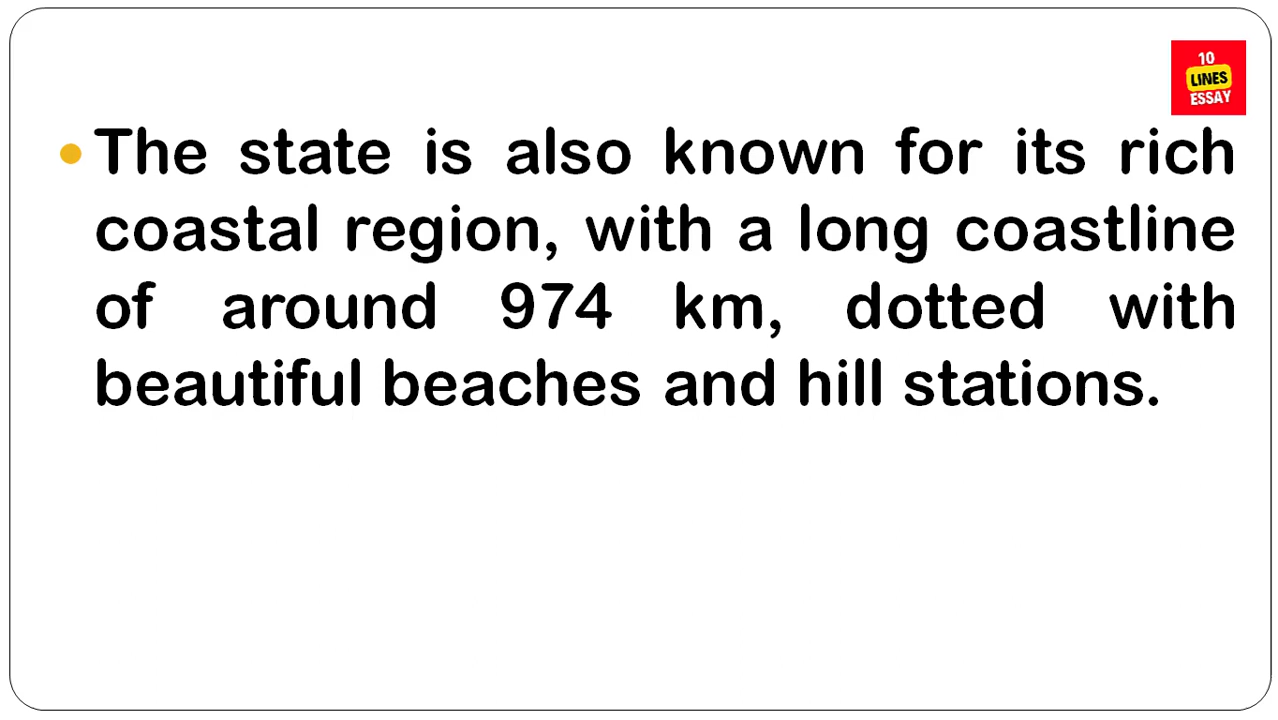 10
LINES
ESSAY
The state is also known for its rich
coastal region, with a long coastline
of around 974 km, dotted with
beautiful beaches and hill stations.